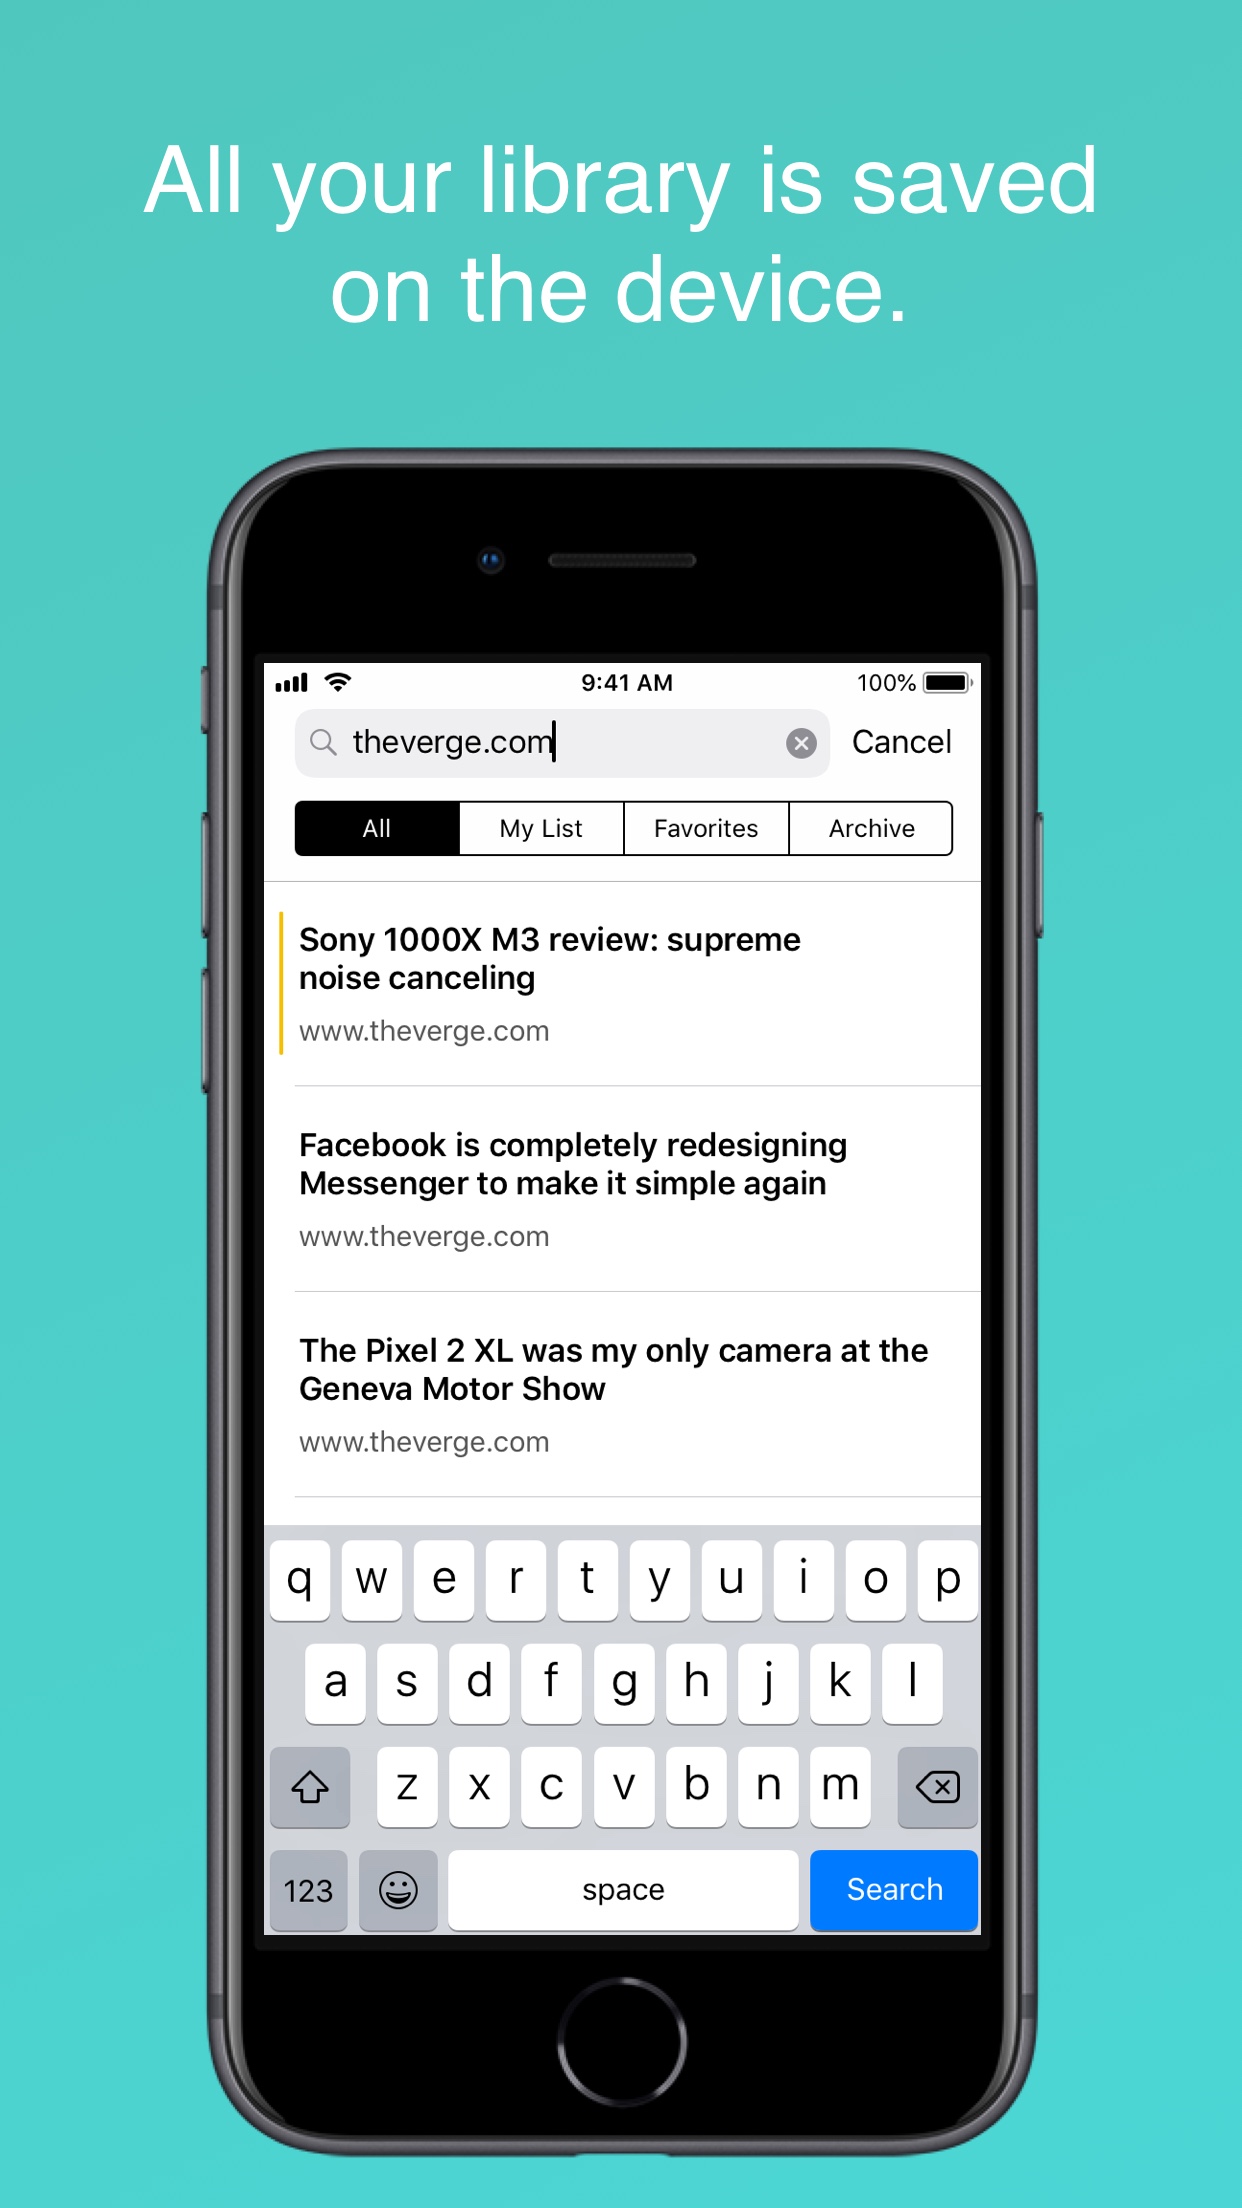 All your library is saved
on the device.
9:41 AM 100%
theverge.com Cancel
All My List Favorites Archive
Sony 1000X M3 review: supreme
noise canceling
www.theverge.com
Facebook is completely redesigning
Messenger to make it simple again
www.theverge.com
The Pixel 2 XL was my only camera at the
Geneva Motor Show
www.theverge.com
q w e r t y u i o p
a s d f g h j k l
z x c v b n m
123 space Search